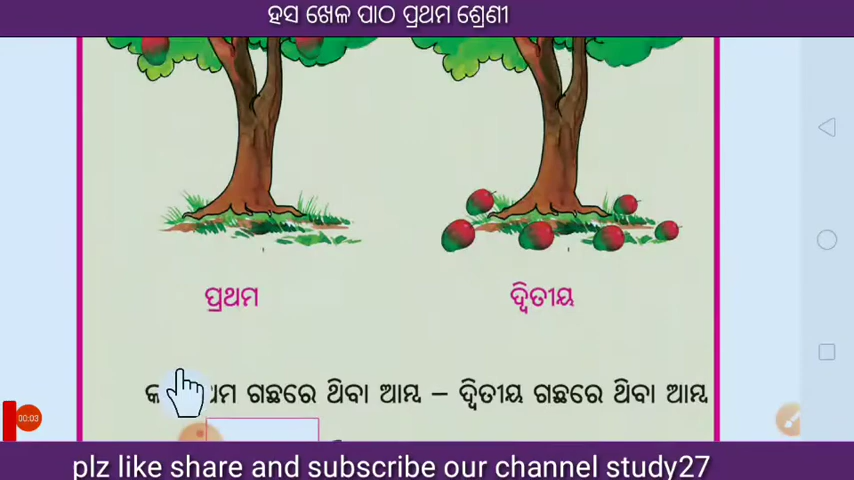 ହସ ଖେଳ ପାଠ ପ୍ରଥମ ଶ୍ରେଣୀ
ପ୍ରଥମ ଦ୍ୱିତୀୟ
ଗଛରେ ଥିବା ଆମ୍ଭ – ଦ୍ୱିତୀୟ ଗଛରେ ଥିବା ଆମ୍ଭ
00:03
plz like share and subscribe our channel study27